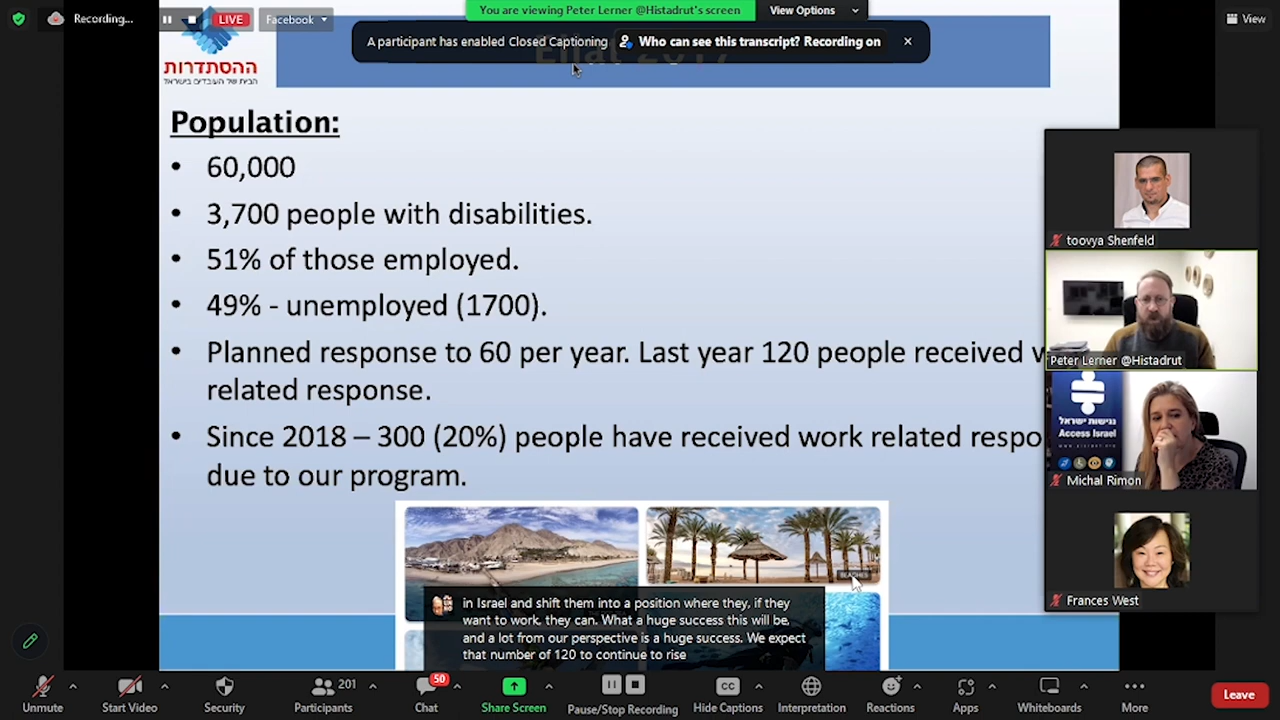 You are viewing Peter Lerner @Histadrut's screen
View Options
Recording...
LIVE
Facebook
View
A participant has enabled Closed Captioning
Who can see this transcript? Recording on
ההסתדרות
הבית של העובדים בישראל
Eilat 2017
Population:
• 60,000
• 3,700 people with disabilities.
• 51% of those employed.
• 49% - unemployed (1700).
• Planned response to 60 per year. Last year 120 people received
related response.
• Since 2018 – 300 (20%) people have received work related respo
due to our program.
toovya Shenfeld
Peter Lerner @Histadrut
נגישות ישראל
Access Israel
Michal Rimon
Frances West
BEACHES
in Israel and shift them into a position where they, if they
want to work, they can. What a huge success this will be,
and a lot from our perspective is a huge success. We expect
that number of 120 to continue to rise
Unmute
Start Video
Security
201
Participants
50
Chat
Share Screen
Pause/Stop Recording
CC
Hide Captions
Interpretation
Reactions
Apps
Whiteboards
More
Leave